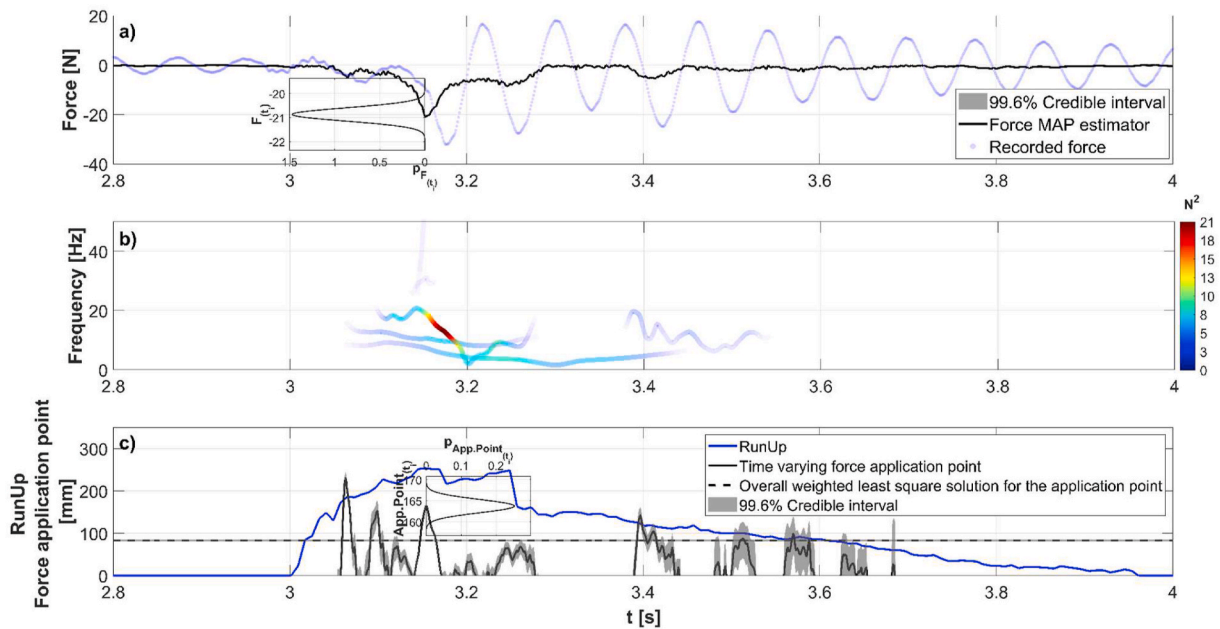 a)
Force [N]
20
0
-20
-40
-20
-21
-22
F(ti)
1.5 1 0.5 0
pF(ti)
99.6% Credible interval
Force MAP estimator
Recorded force
2.8 3 3.2 3.4 3.6 3.8 4
b)
Frequency [Hz]
40
20
0
N2
21
18
15
13
10
8
5
3
0
2.8 3 3.2 3.4 3.6 3.8 4
c)
RunUp
Force application point
[mm]
300
200
100
0
pApp.Point(ti)
0 0.1 0.2
App.Point(ti)
170
165
160
RunUp
Time varying force application point
Overall weighted least square solution for the application point
99.6% Credible interval
2.8 3 3.2 3.4 3.6 3.8 4
t [s]